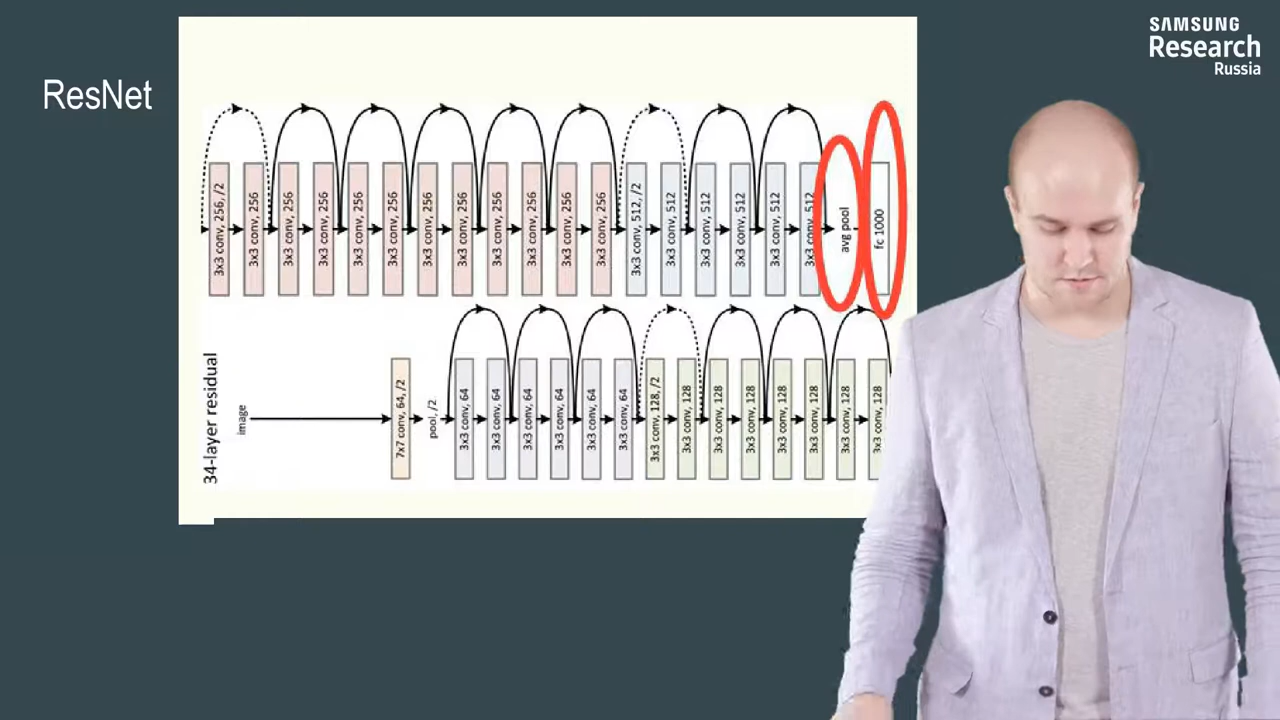 SAMSUNG
Research
Russia
ResNet
3x3 conv, 256, /2
3x3 conv, 256
3x3 conv, 256
3x3 conv, 256
3x3 conv, 256
3x3 conv, 256
3x3 conv, 256
3x3 conv, 256
3x3 conv, 256
3x3 conv, 256
3x3 conv, 256
3x3 conv, 256
3x3 conv, 512, /2
3x3 conv, 512
3x3 conv, 512
3x3 conv, 512
3x3 conv, 512
3x3 conv, 512
avg pool
fc 1000
34-layer residual
image
7x7 conv, 64, /2
pool, /2
3x3 conv, 64
3x3 conv, 64
3x3 conv, 64
3x3 conv, 64
3x3 conv, 64
3x3 conv, 64
3x3 conv, 128, /2
3x3 conv, 128
3x3 conv, 128
3x3 conv, 128
3x3 conv, 128
3x3 conv, 128
3x3 conv, 128
3x3 conv, 128